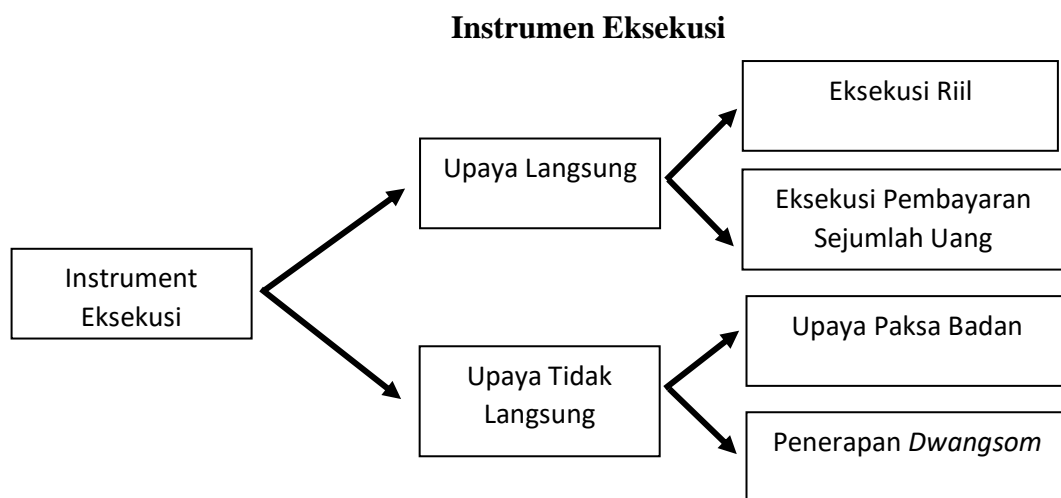 Instrumen Eksekusi
Instrument
Eksekusi
Upaya Langsung
Eksekusi Riil
Eksekusi Pembayaran
Sejumlah Uang
Upaya Tidak
Langsung
Upaya Paksa Badan
Penerapan Dwangsom